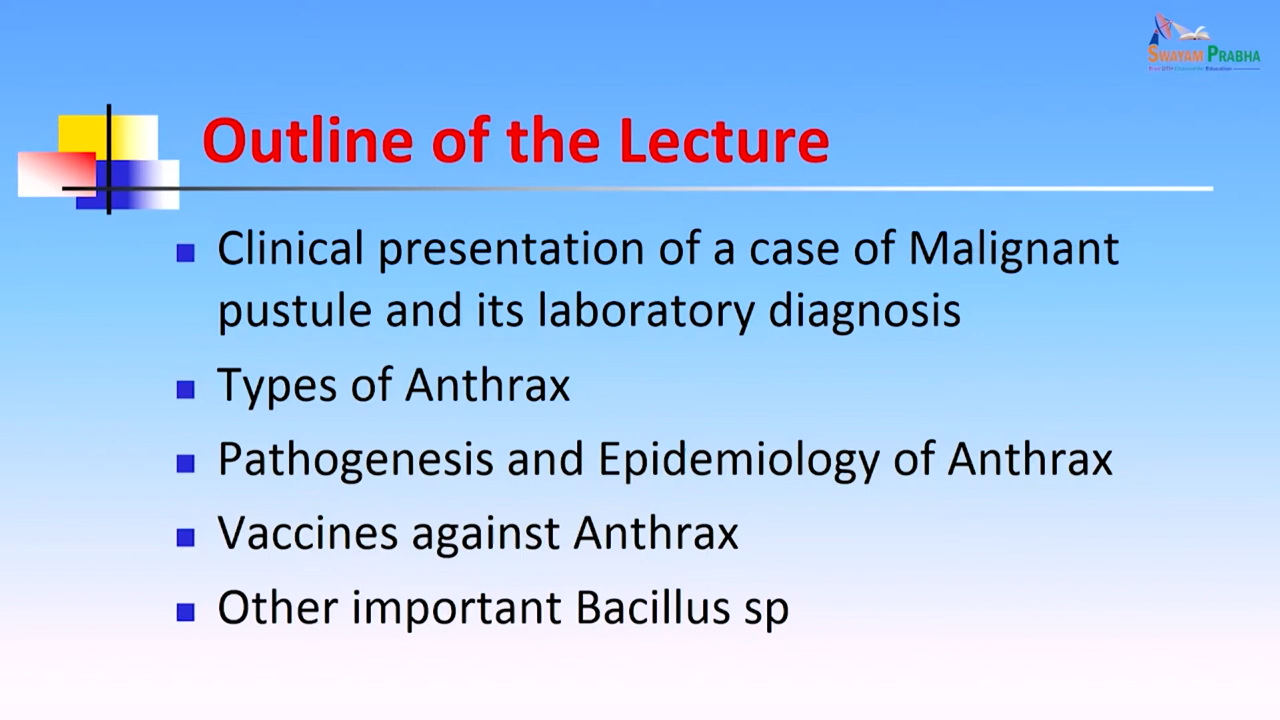 SWAYAM PRABHA
Outline of the Lecture
Clinical presentation of a case of Malignant
pustule and its laboratory diagnosis
Types of Anthrax
Pathogenesis and Epidemiology of Anthrax
Vaccines against Anthrax
Other important Bacillus sp